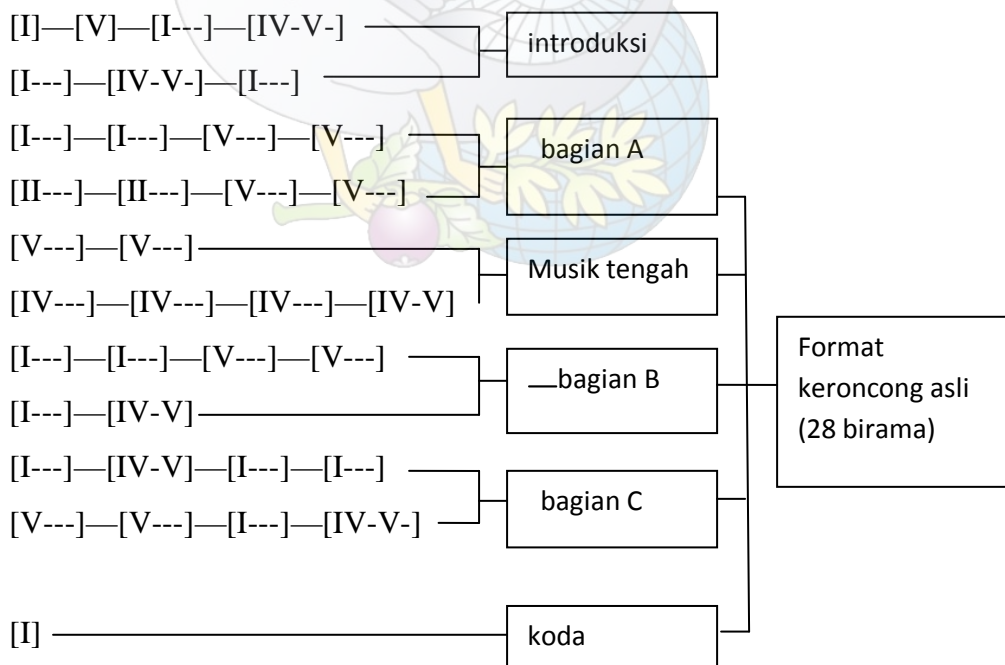 [I]—[V]—[I---]—[IV-V-]
introduksi
[I---]—[IV-V-]—[I---]
[I---]—[I---]—[V---]—[V---]
bagian A
[II---]—[II---]—[V---]—[V---]
[V---]—[V---]
Musik tengah
[IV---]—[IV---]—[IV---]—[IV-V]
[I---]—[I---]—[V---]—[V---]
bagian B
[I---]—[IV-V]
[I---]—[IV-V]—[I---]—[I---]
bagian C
[V---]—[V---]—[I---]—[IV-V-]
[I]
koda
Format
keroncong asli
(28 birama)